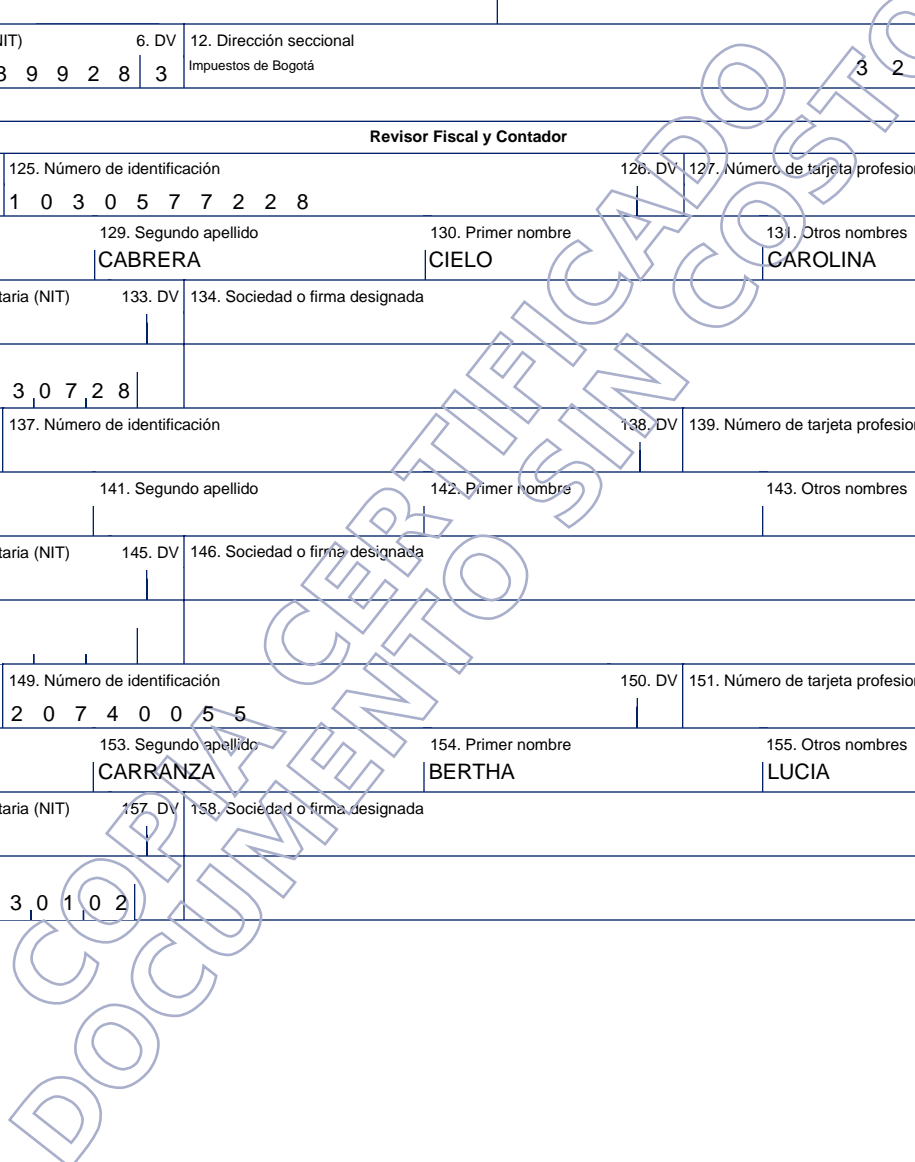 NIT) 6. DV 12. Dirección seccional
9 9 2 8 3 Impuestos de Bogotá 3 2
Revisor Fiscal y Contador
125. Número de identificación 126. DV 127. Número de tarjeta profesion
1 0 3 0 5 7 7 2 2 8
129. Segundo apellido 130. Primer nombre 131. Otros nombres
CABRERA CIELO CAROLINA
taria (NIT) 133. DV 134. Sociedad o firma designada
3 0 7 2 8
137. Número de identificación 138. DV 139. Número de tarjeta profesion
141. Segundo apellido 142. Primer nombre 143. Otros nombres
taria (NIT) 145. DV 146. Sociedad o firma designada
149. Número de identificación 150. DV 151. Número de tarjeta profesion
2 0 7 4 0 0 5 5
153. Segundo apellido 154. Primer nombre 155. Otros nombres
CARRANZA BERTHA LUCIA
taria (NIT) 157. DV 158. Sociedad o firma designada
3 0 1 0 2
COPIA CERTIFICADO
DOCUMENTO SIN COSTO